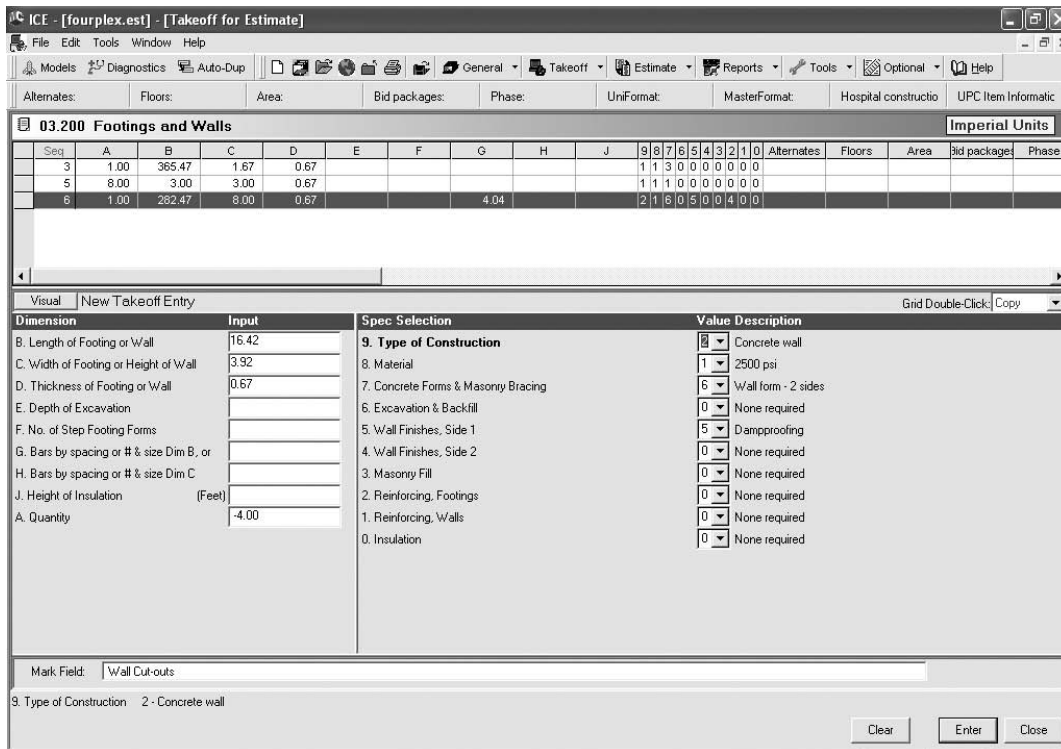 ICE - [fourplex.est] - [Takeoff for Estimate]
File Edit Tools Window Help
Models Diagnostics Auto-Dup General Takeoff Estimate Reports Tools Optional Help
Alternates: Floors: Area: Bid packages: Phase: UniFormat: MasterFormat: Hospital constructio UPC Item Informatic
03.200 Footings and Walls Imperial Units
Seq A B C D E F G H J 9 8 7 6 5 4 3 2 1 0 Alternates Floors Area Bid packages Phase
3 1.00 365.47 1.67 0.67 1 1 3 0 0 0 0 0 0 0
5 8.00 3.00 3.00 0.67 1 1 1 0 0 0 0 0 0 0
6 1.00 282.47 8.00 0.67 4.04 2 1 6 0 5 0 0 4 0 0
Visual New Takeoff Entry Grid Double-Click: Copy
Dimension Input Spec Selection Value Description
B. Length of Footing or Wall 16.42 9. Type of Construction 2 Concrete wall
C. Width of Footing or Height of Wall 3.92 8. Material 1 2500 psi
D. Thickness of Footing or Wall 0.67 7. Concrete Forms & Masonry Bracing 6 Wall form - 2 sides
E. Depth of Excavation 6. Excavation & Backfill 0 None required
F. No. of Step Footing Forms 5. Wall Finishes, Side 1 5 Dampproofing
G. Bars by spacing or # & size Dim B, or 4. Wall Finishes, Side 2 0 None required
H. Bars by spacing or # & size Dim C 3. Masonry Fill 0 None required
J. Height of Insulation (Feet) 2. Reinforcing, Footings 0 None required
A. Quantity -4.00 1. Reinforcing, Walls 0 None required
0. Insulation 0 None required
Mark Field: Wall Cut-outs
9. Type of Construction 2 - Concrete wall
Clear Enter Close